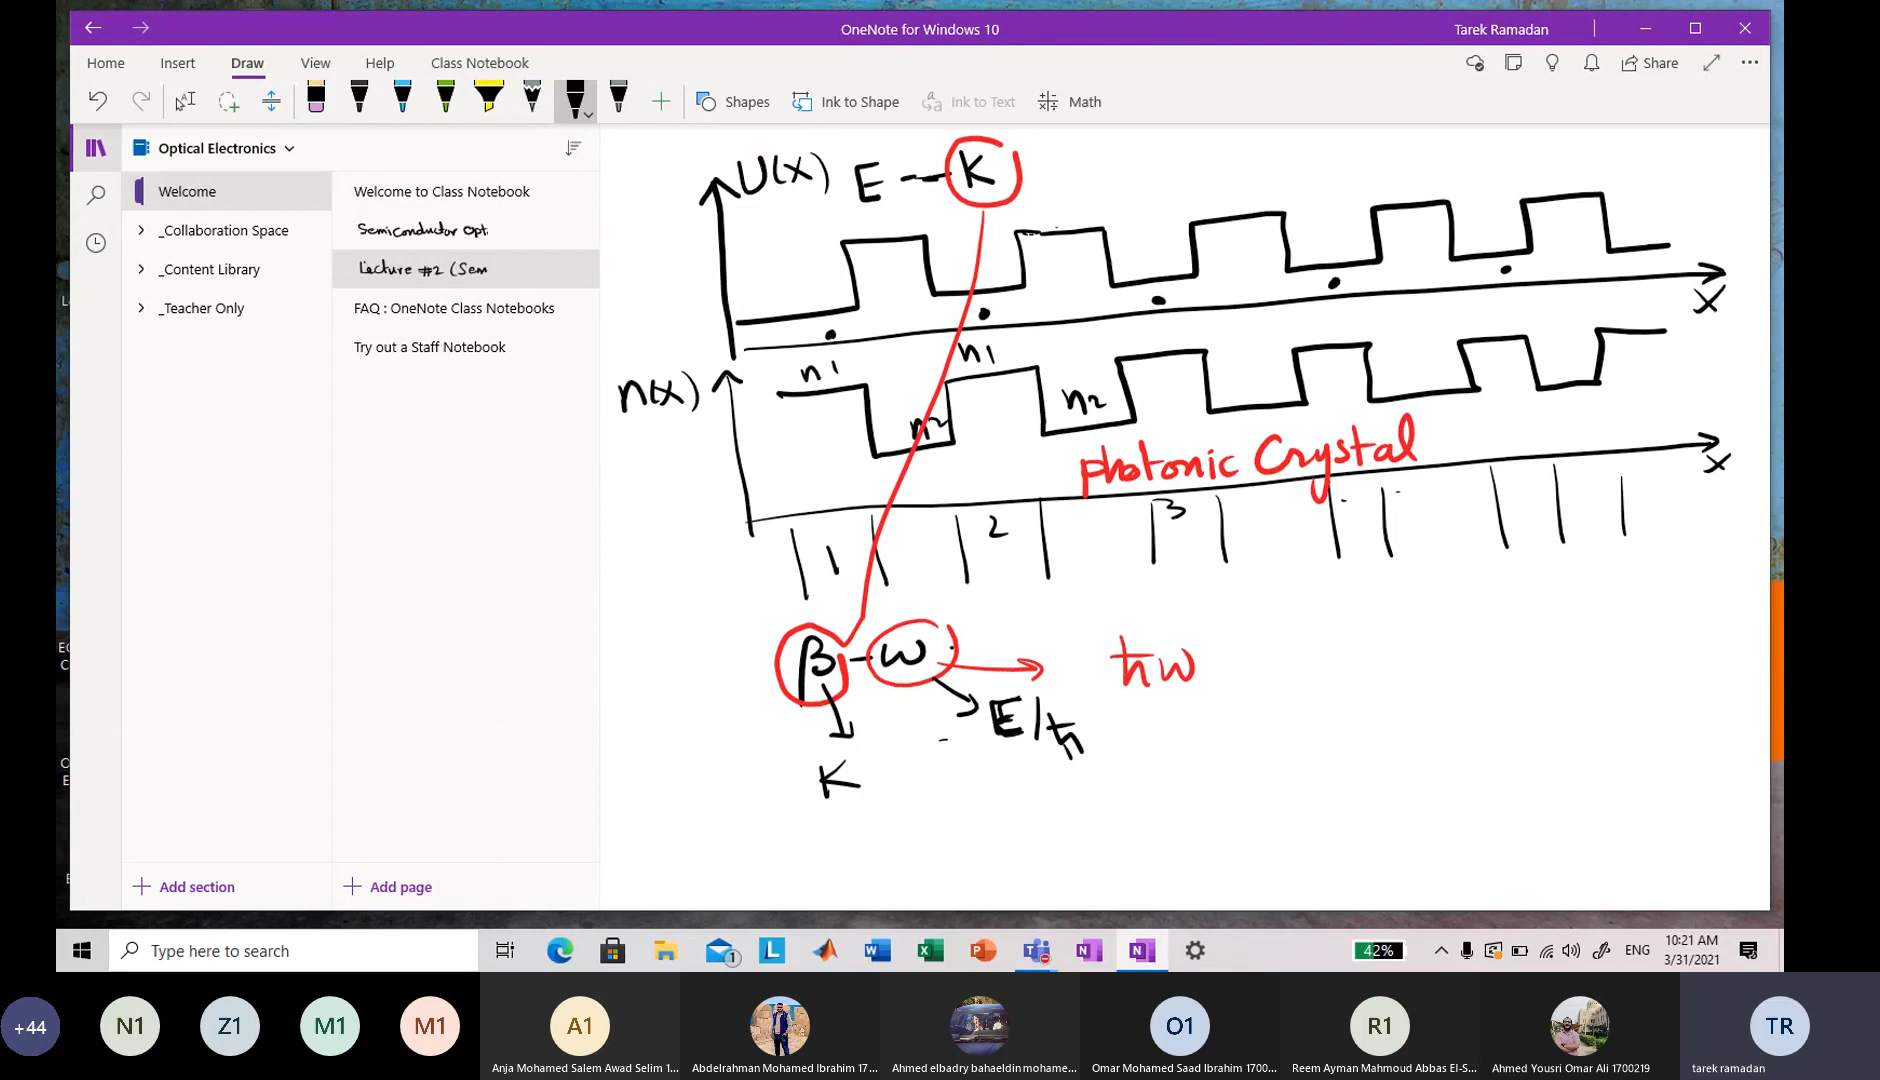 OneNote for Windows 10
Tarek Ramadan
Home Insert Draw View Help Class Notebook
Share
Shapes Ink to Shape Ink to Text Math
Optical Electronics
Welcome
_Collaboration Space
_Content Library
_Teacher Only
Welcome to Class Notebook
Semiconductor Opti
Lecture #2 (Sem
FAQ : OneNote Class Notebooks
Try out a Staff Notebook
Add section
Add page
U(x) E -- K
x
n(x)
n1 n1
n2 n2
photonic Crystal
x
1 2 3
β - ω ħω
E/ħ
K
Type here to search
1
42%
ENG
10:21 AM
3/31/2021
+44
N1
Z1
M1
M1
A1
O1
R1
TR
Anja Mohamed Salem Awad Selim 1...
Abdelrahman Mohamed Ibrahim 17...
Ahmed elbadry bahaeldin mohame...
Omar Mohamed Saad Ibrahim 1700...
Reem Ayman Mahmoud Abbas El-S...
Ahmed Yousri Omar Ali 1700219
tarek ramadan